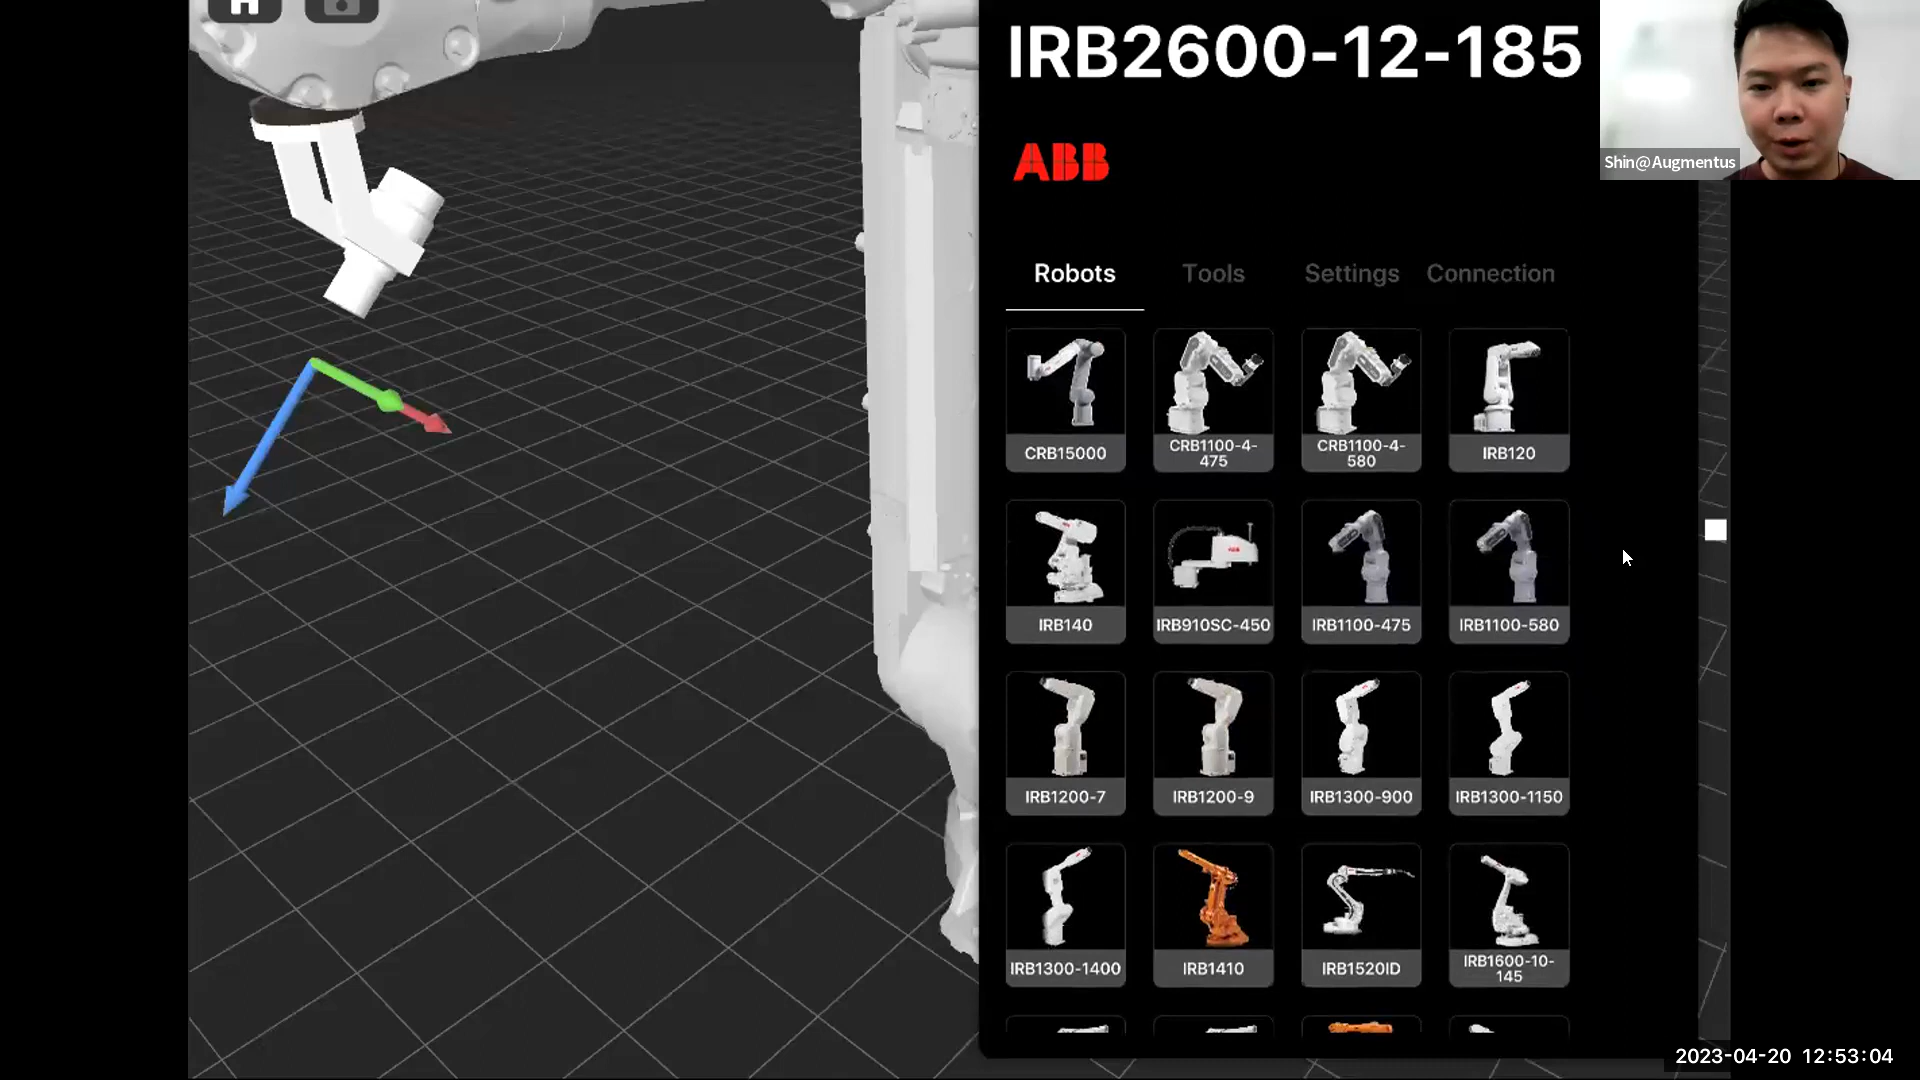 IRB2600-12-185
Shin@Augmentus
ABB
Robots Tools Settings Connection
CRB15000 CRB1100-4-475 CRB1100-4-580 IRB120
IRB140 IRB910SC-450 IRB1100-475 IRB1100-580
IRB1200-7 IRB1200-9 IRB1300-900 IRB1300-1150
IRB1300-1400 IRB1410 IRB1520ID IRB1600-10-145
2023-04-20 12:53:04